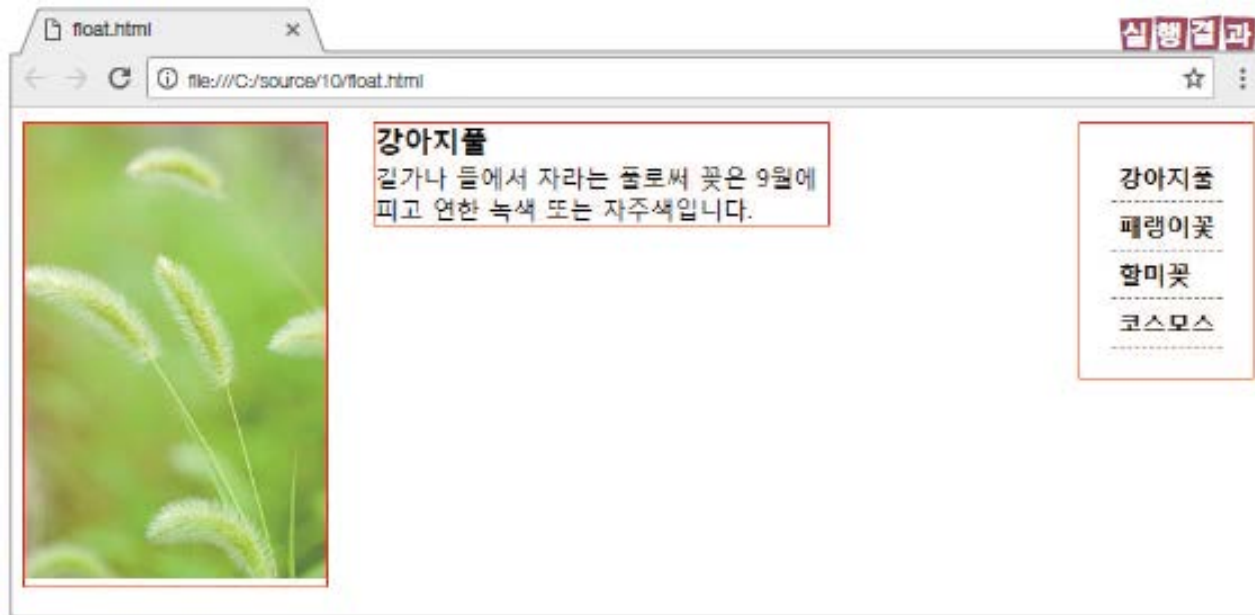 float.html
실행결과
file:///C:/source/10/float.html
강아지풀
길가나 들에서 자라는 풀로써 꽃은 9월에
피고 연한 녹색 또는 자주색입니다.
강아지풀
패랭이꽃
할미꽃
코스모스